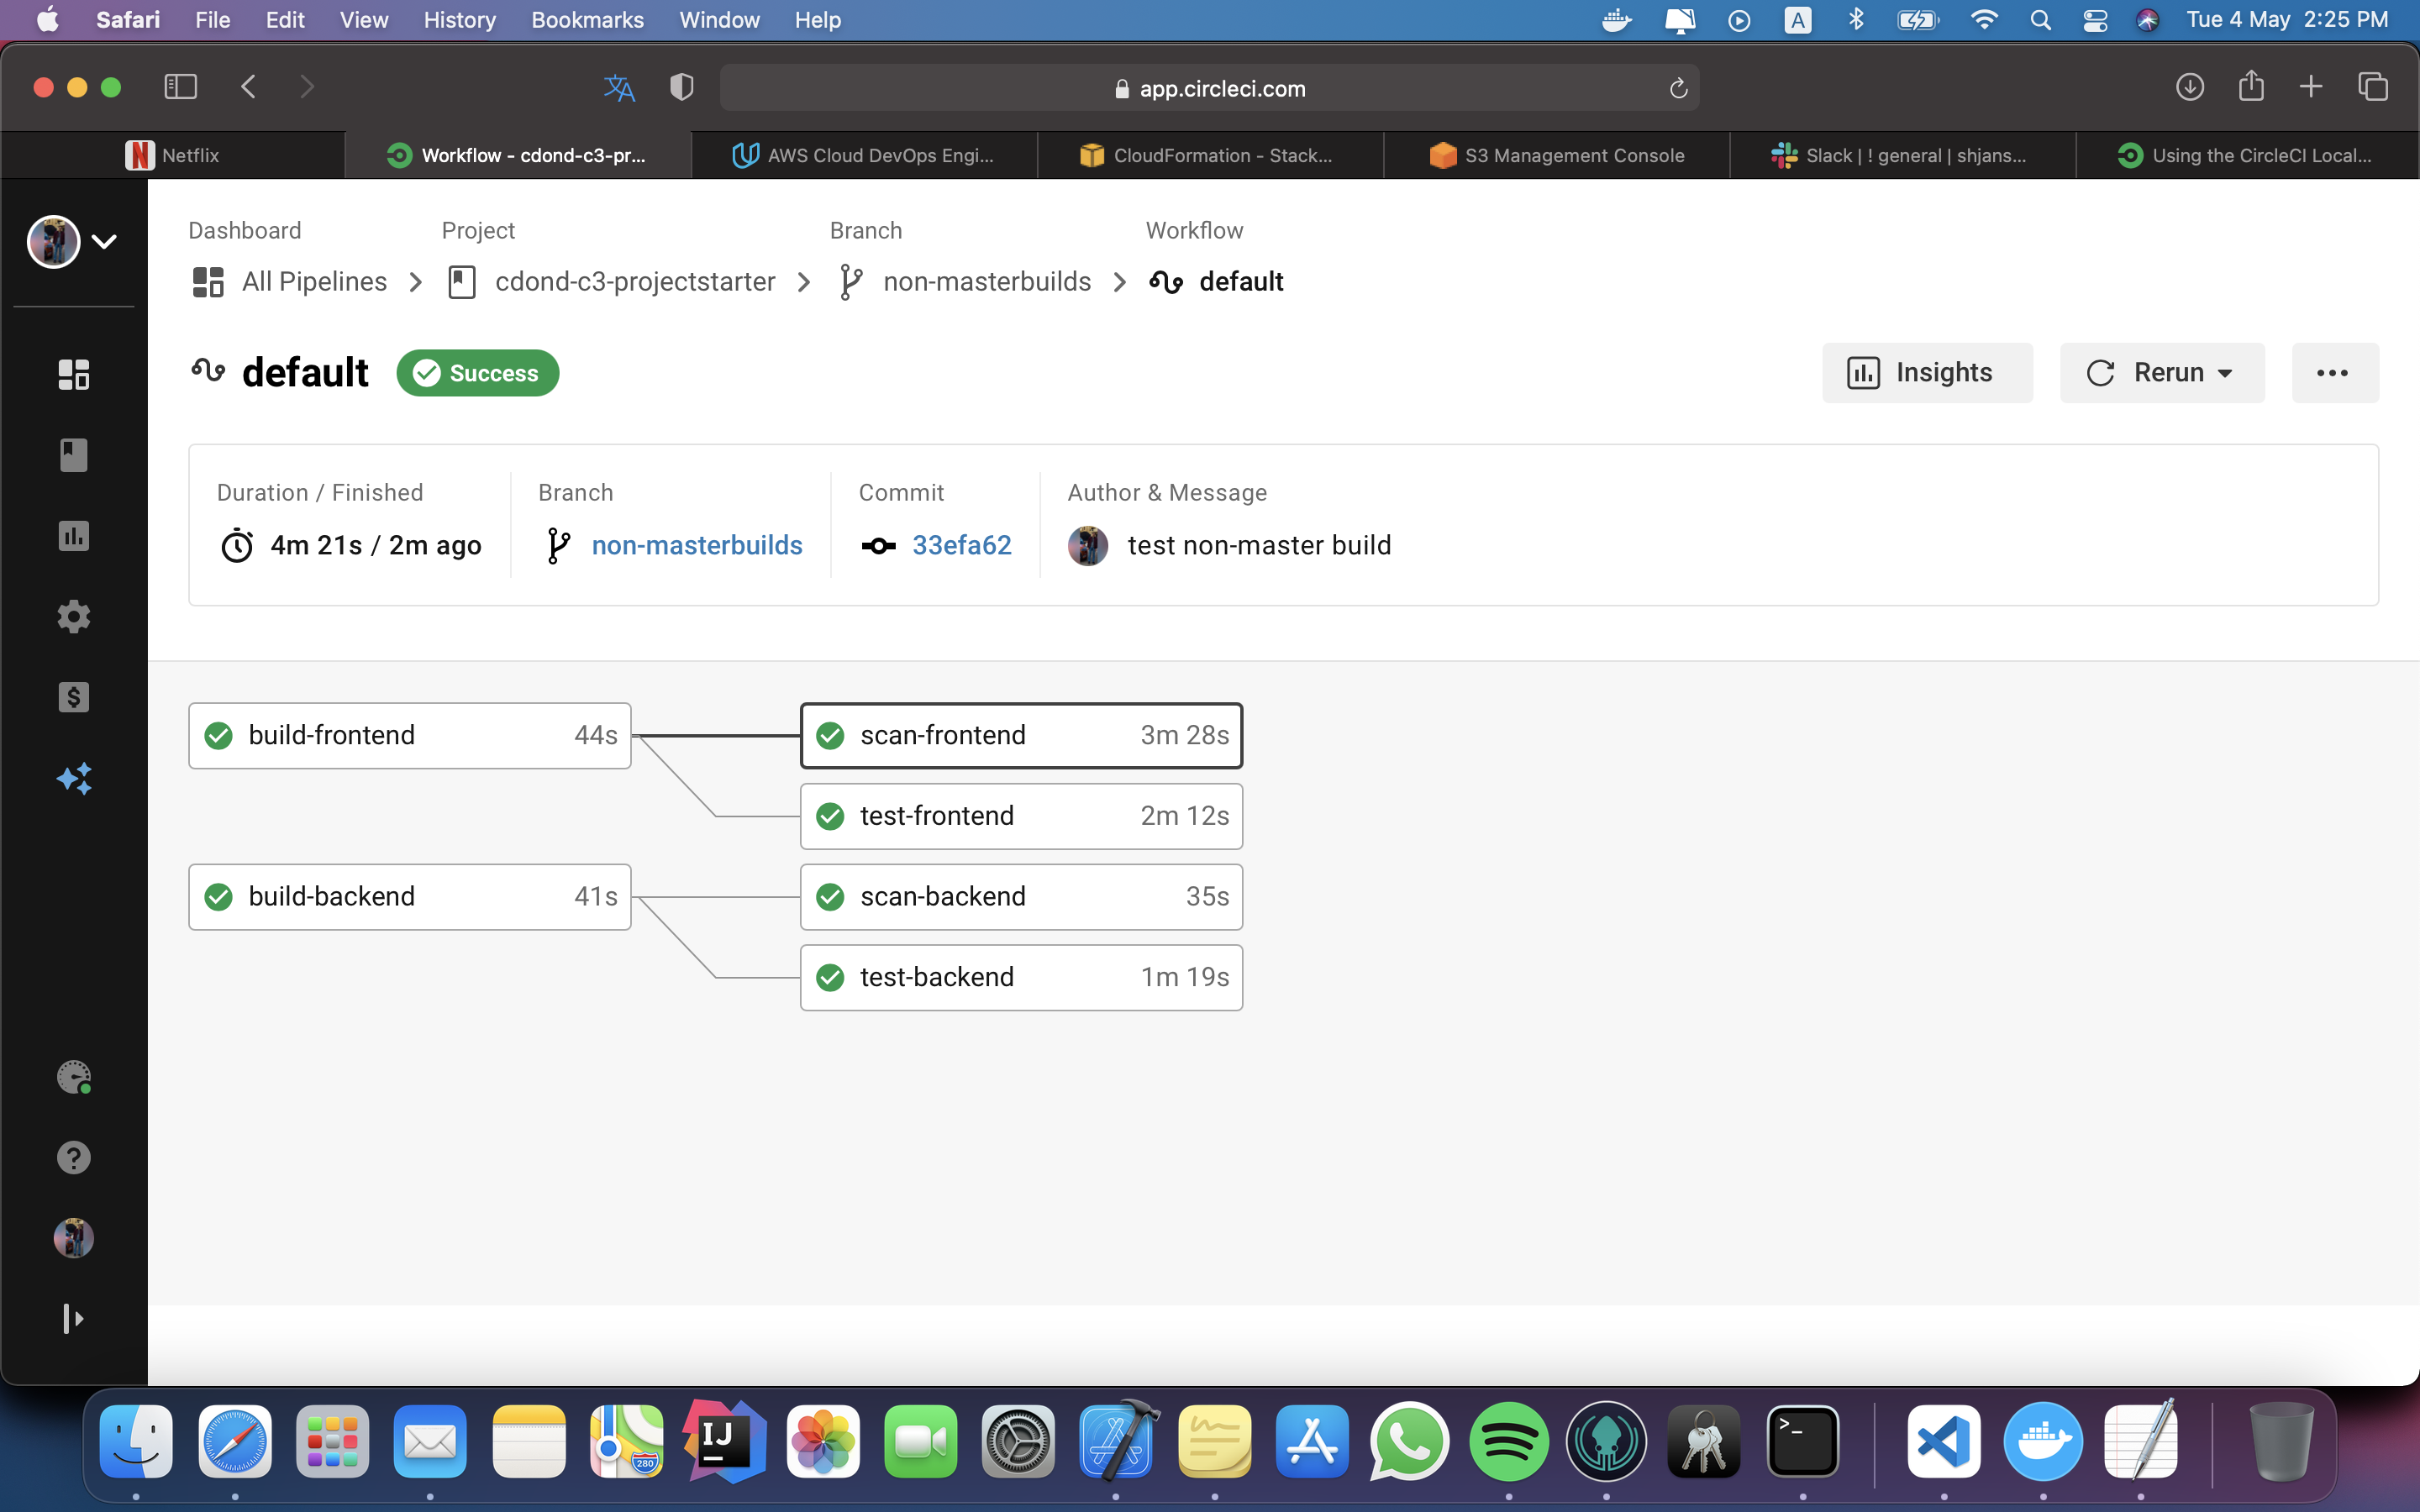 Safari File Edit View History Bookmarks Window Help A Tue 4 May 2:25 PM
app.circleci.com
N Netflix
Workflow - cdond-c3-pr...
AWS Cloud DevOps Engi...
CloudFormation - Stack...
S3 Management Console
Slack | ! general | shjans...
Using the CircleCI Local...
Dashboard Project Branch Workflow
All Pipelines cdond-c3-projectstarter non-masterbuilds default
default Success Insights Rerun
Duration / Finished Branch Commit Author & Message
4m 21s / 2m ago non-masterbuilds 33efa62 test non-master build
build-frontend 44s scan-frontend 3m 28s
test-frontend 2m 12s
build-backend 41s scan-backend 35s
test-backend 1m 19s
IJ
280
>_